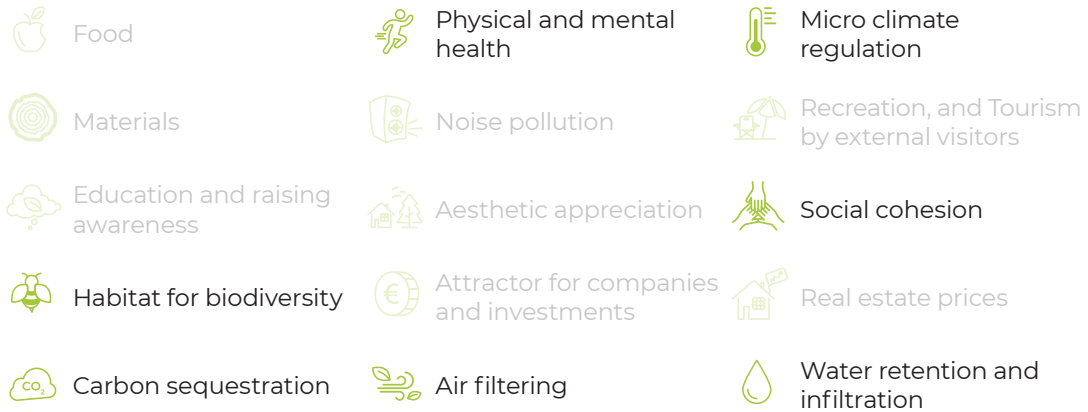 Food
Physical and mental
health
Micro climate
regulation
Materials
Noise pollution
Recreation, and Tourism
by external visitors
Education and raising
awareness
Aesthetic appreciation
Social cohesion
Habitat for biodiversity
€
Attractor for companies
and investments
Real estate prices
CO₂
Carbon sequestration
Air filtering
Water retention and
infiltration